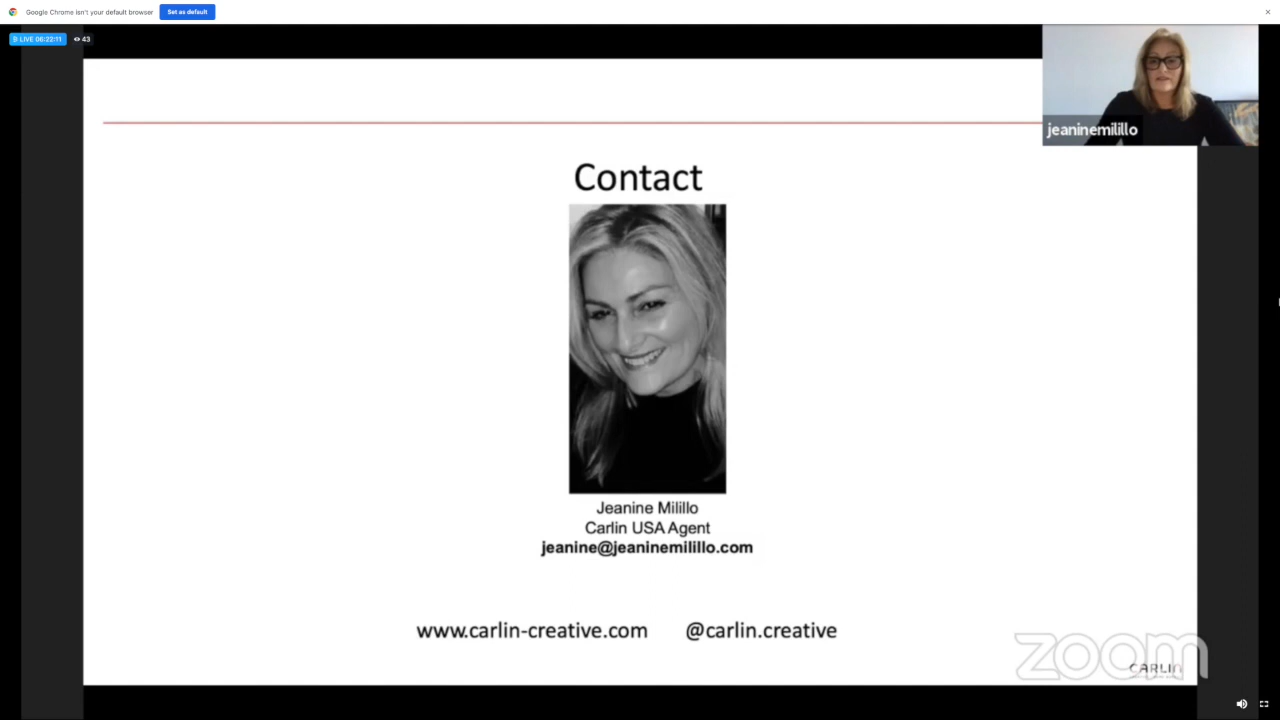 Google Chrome isn't your default browser
Set as default
LIVE 06:22:11
43
jeaninemilillo
Contact
Jeanine Milillo
Carlin USA Agent
jeanine@jeaninemilillo.com
www.carlin-creative.com @carlin.creative
zoom
CARLIN